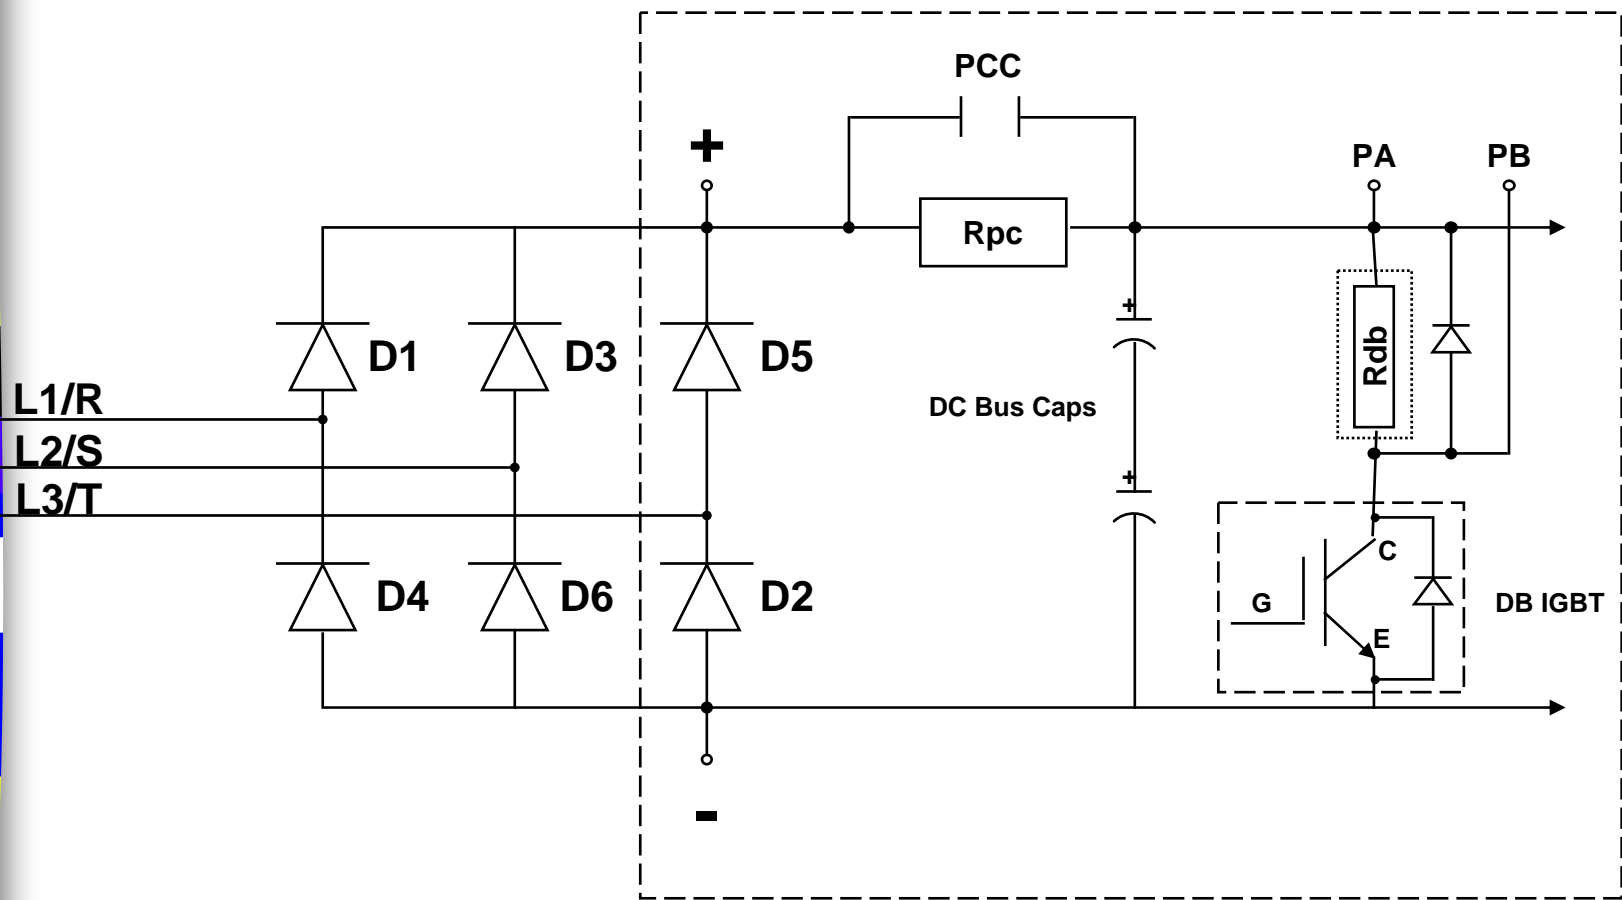 PCC
+
PA
PB
Rpc
+
D1
D3
D5
Rdb
L1/R
DC Bus Caps
L2/S
+
L3/T
C
D4
D6
D2
G
DB IGBT
E
-